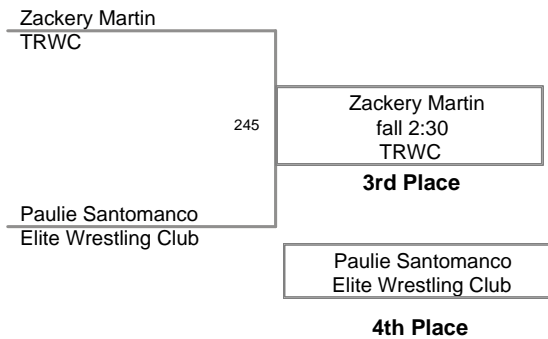 Zackery Martin
TRWC
245
Zackery Martin
fall 2:30
TRWC
3rd Place
Paulie Santomanco
Elite Wrestling Club
Paulie Santomanco
Elite Wrestling Club
4th Place